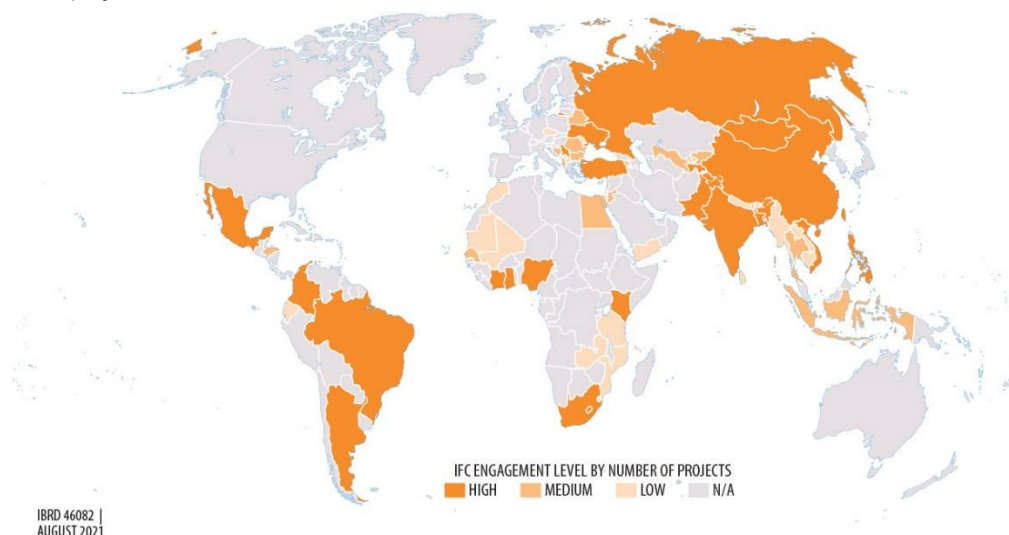 IFC ENGAGEMENT LEVEL BY NUMBER OF PROJECTS
HIGH MEDIUM LOW N/A
IBRD 46082 |
AUGUST 2021